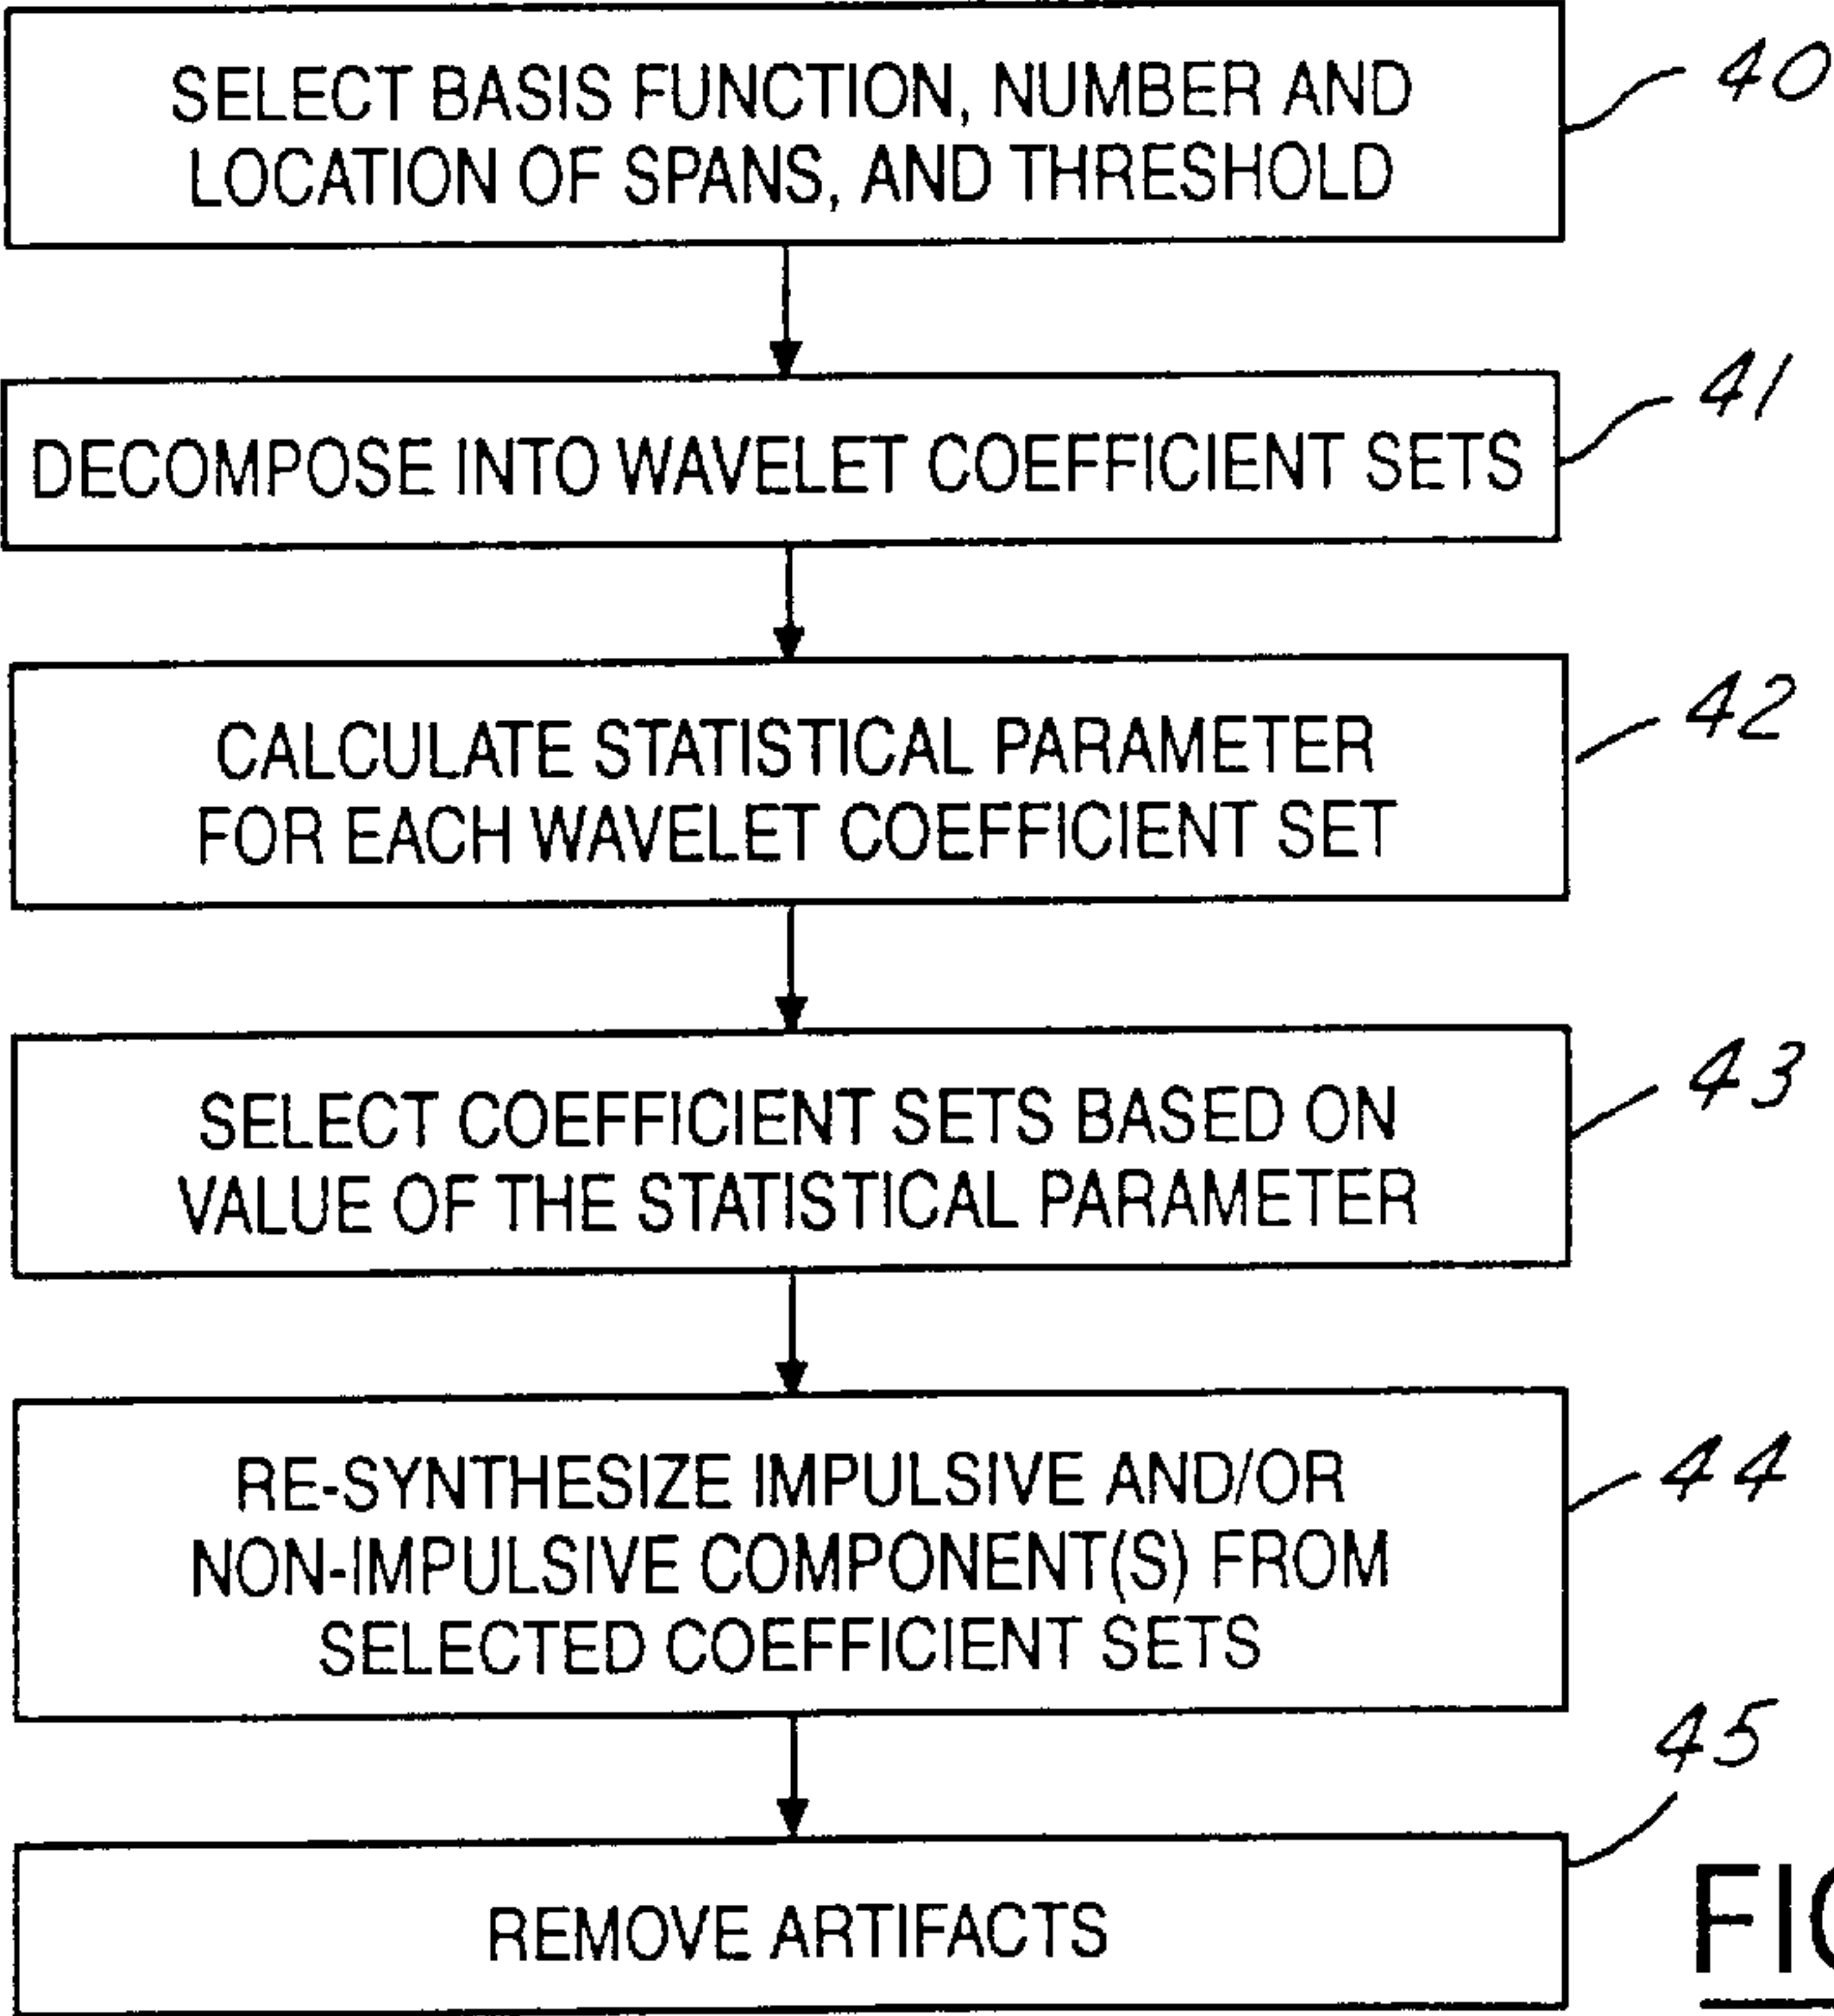 SELECT BASIS FUNCTION, NUMBER AND
LOCATION OF SPANS, AND THRESHOLD
40
DECOMPOSE INTO WAVELET COEFFICIENT SETS
41
CALCULATE STATISTICAL PARAMETER
FOR EACH WAVELET COEFFICIENT SET
42
SELECT COEFFICIENT SETS BASED ON
VALUE OF THE STATISTICAL PARAMETER
43
RE-SYNTHESIZE IMPULSIVE AND/OR
NON-IMPULSIVE COMPONENT(S) FROM
SELECTED COEFFICIENT SETS
44
REMOVE ARTIFACTS
45